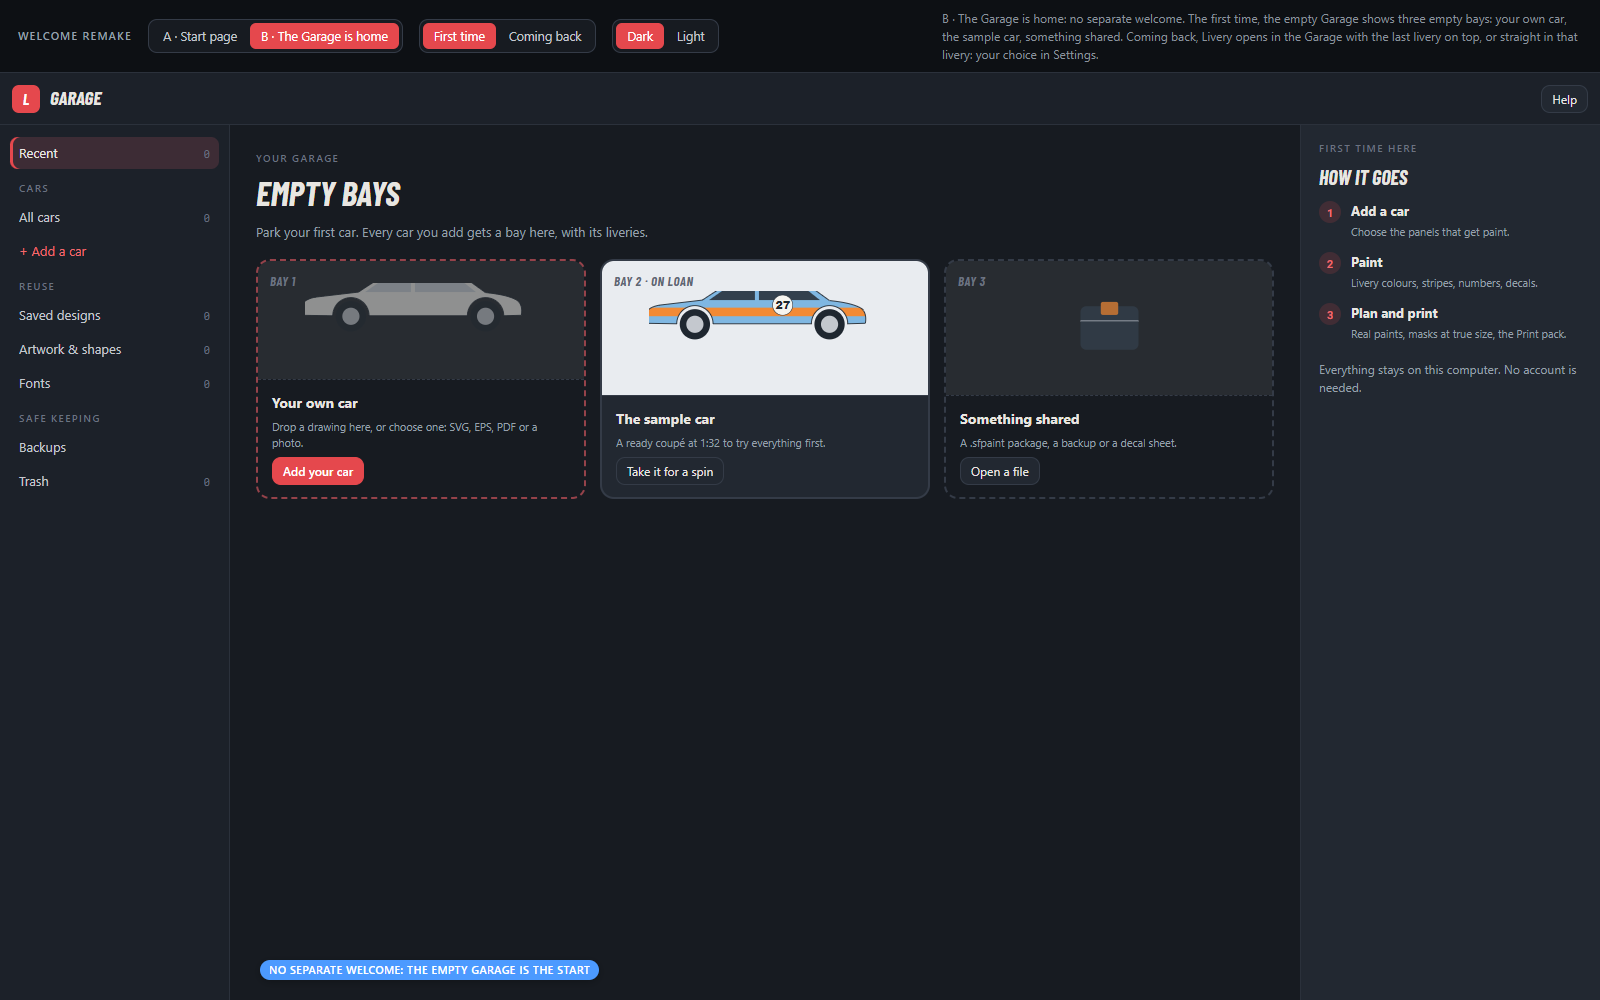 WELCOME REMAKE
A · Start page
B · The Garage is home
First time
Coming back
Dark
Light
B · The Garage is home: no separate welcome. The first time, the empty Garage shows three empty bays: your own car,
the sample car, something shared. Coming back, Livery opens in the Garage with the last livery on top, or straight in that
livery: your choice in Settings.
L
GARAGE
Help
Recent 0
CARS
All cars 0
+ Add a car
REUSE
Saved designs 0
Artwork & shapes 0
Fonts 0
SAFE KEEPING
Backups
Trash 0
YOUR GARAGE
EMPTY BAYS
Park your first car. Every car you add gets a bay here, with its liveries.
BAY 1
Your own car
Drop a drawing here, or choose one: SVG, EPS, PDF or a
photo.
Add your car
BAY 2 · ON LOAN
27
The sample car
A ready coupé at 1:32 to try everything first.
Take it for a spin
BAY 3
Something shared
A .sfpaint package, a backup or a decal sheet.
Open a file
FIRST TIME HERE
HOW IT GOES
1 Add a car
Choose the panels that get paint.
2 Paint
Livery colours, stripes, numbers, decals.
3 Plan and print
Real paints, masks at true size, the Print pack.
Everything stays on this computer. No account is
needed.
NO SEPARATE WELCOME: THE EMPTY GARAGE IS THE START